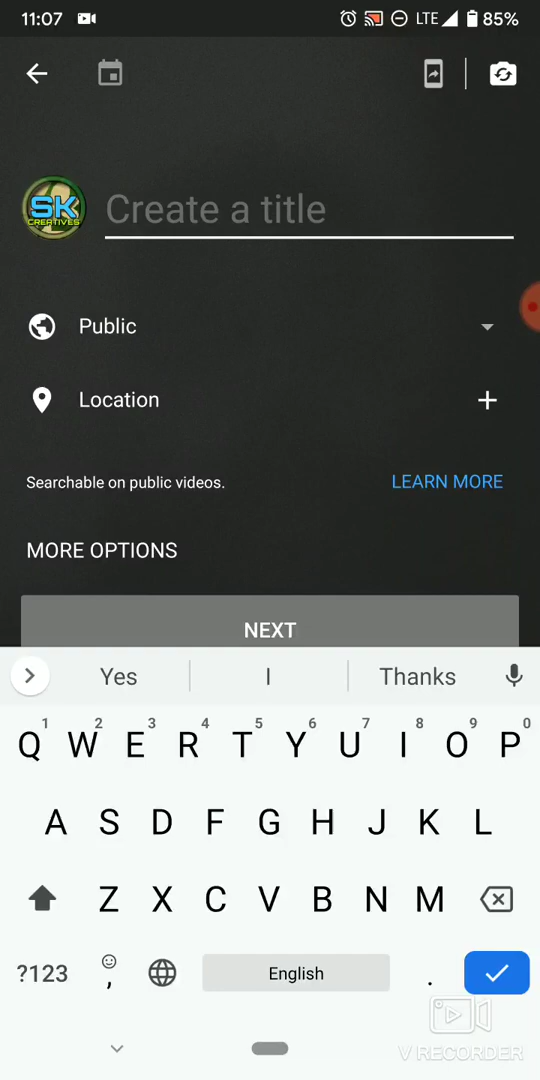 11:07 LTE 85%
SK
CREATIVES
Create a title
Public
Location
Searchable on public videos. LEARN MORE
MORE OPTIONS
NEXT
Yes I Thanks
1 2 3 4 5 6 7 8 9 0
Q W E R T Y U I O P
A S D F G H J K L
Z X C V B N M
?123 , English .
V RECORDER